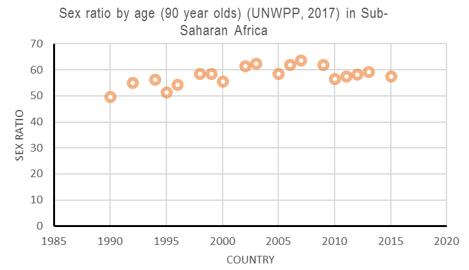 Sex ratio by age (90 year olds) (UNWPP, 2017) in Sub-
Saharan Africa
70
60
50
40
30
20
10
0
SEX RATIO
1985 1990 1995 2000 2005 2010 2015 2020
COUNTRY